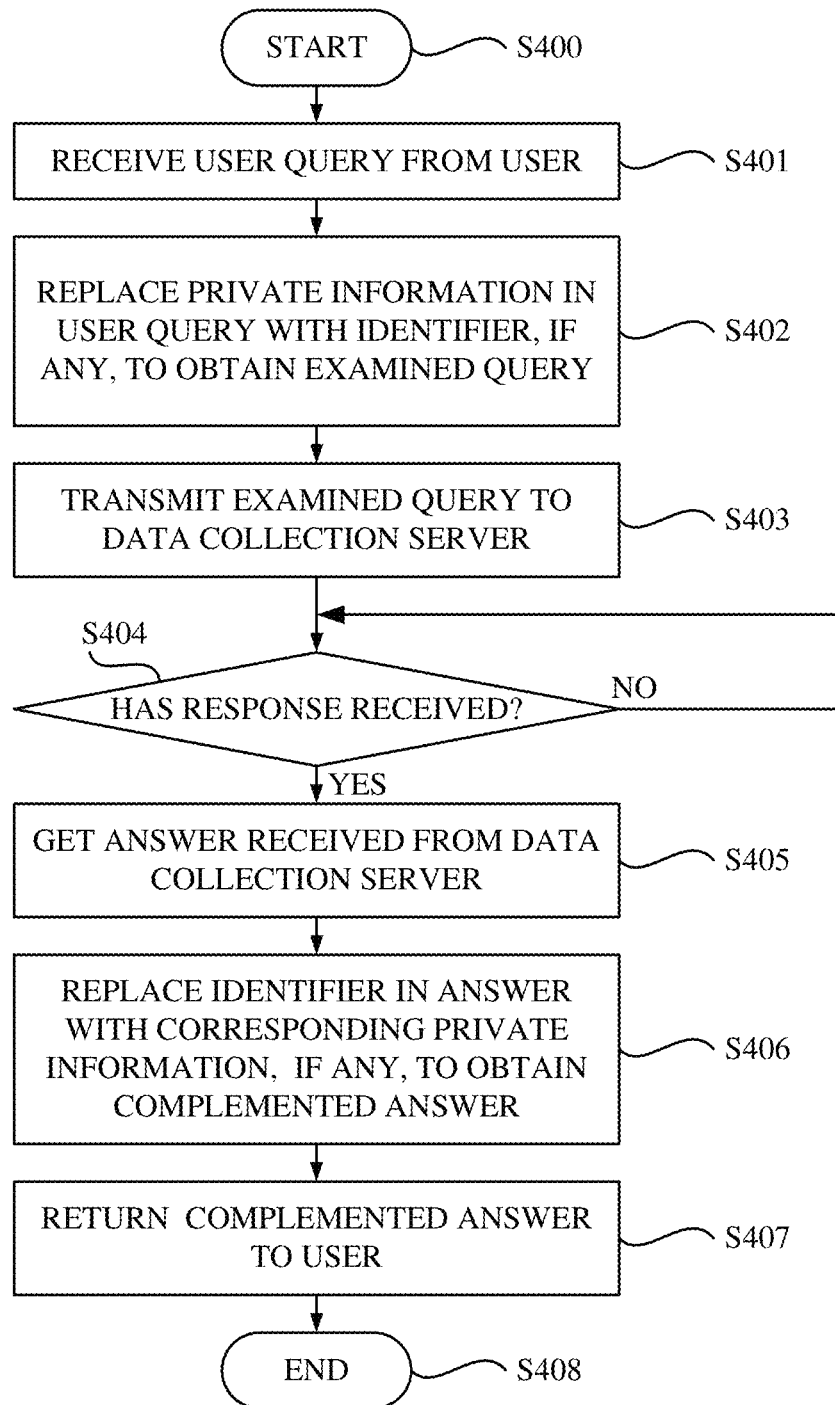 START
S400
RECEIVE USER QUERY FROM USER
S401
REPLACE PRIVATE INFORMATION IN
USER QUERY WITH IDENTIFIER, IF
ANY, TO OBTAIN EXAMINED QUERY
S402
TRANSMIT EXAMINED QUERY TO
DATA COLLECTION SERVER
S403
S404
HAS RESPONSE RECEIVED?
NO
YES
GET ANSWER RECEIVED FROM DATA
COLLECTION SERVER
S405
REPLACE IDENTIFIER IN ANSWER
WITH CORRESPONDING PRIVATE
INFORMATION, IF ANY, TO OBTAIN
COMPLEMENTED ANSWER
S406
RETURN COMPLEMENTED ANSWER
TO USER
S407
END
S408